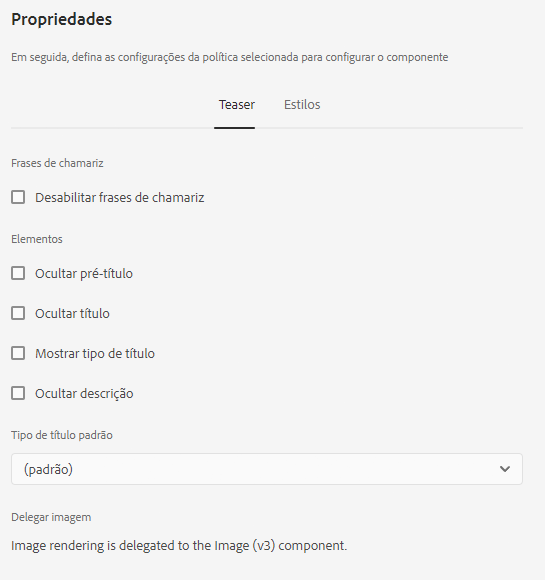 Propriedades
Em seguida, defina as configurações da política selecionada para configurar o componente
Teaser Estilos
Frases de chamariz
Desabilitar frases de chamariz
Elementos
Ocultar pré-título
Ocultar título
Mostrar tipo de título
Ocultar descrição
Tipo de título padrão
(padrão)
Delegar imagem
Image rendering is delegated to the Image (v3) component.